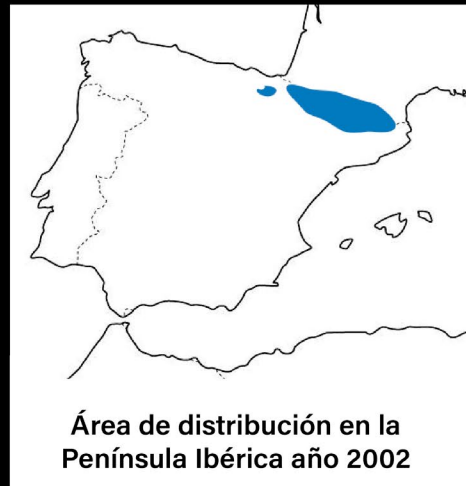 Área de distribución en la
Península Ibérica año 2002